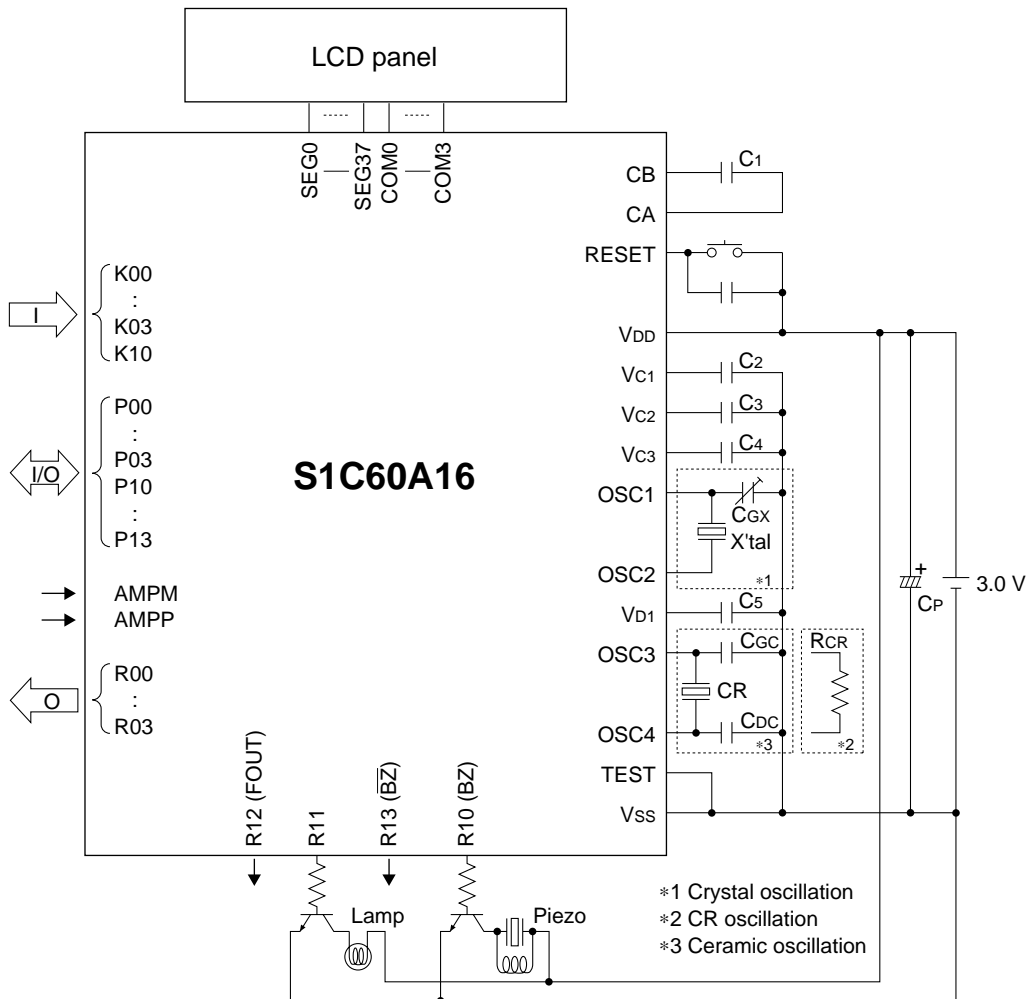 LCD panel
SEG0
SEG37
COM0
COM3
CB
C1
CA
RESET
K00
:
K03
K10
I
VDD
VC1
C2
P00
:
P03
P10
:
P13
I/O
VC2
C3
VC3
C4
S1C60A16
OSC1
CGX
X'tal
OSC2
*1
AMPM
AMPP
+
CP
3.0 V
VD1
C5
R00
:
R03
O
OSC3
CGC
CR
RCR
OSC4
CDC
*3
*2
TEST
VSS
R12 (FOUT)
R11
R13 (B̅Z̅)
R10 (BZ)
Lamp
Piezo
*1 Crystal oscillation
*2 CR oscillation
*3 Ceramic oscillation